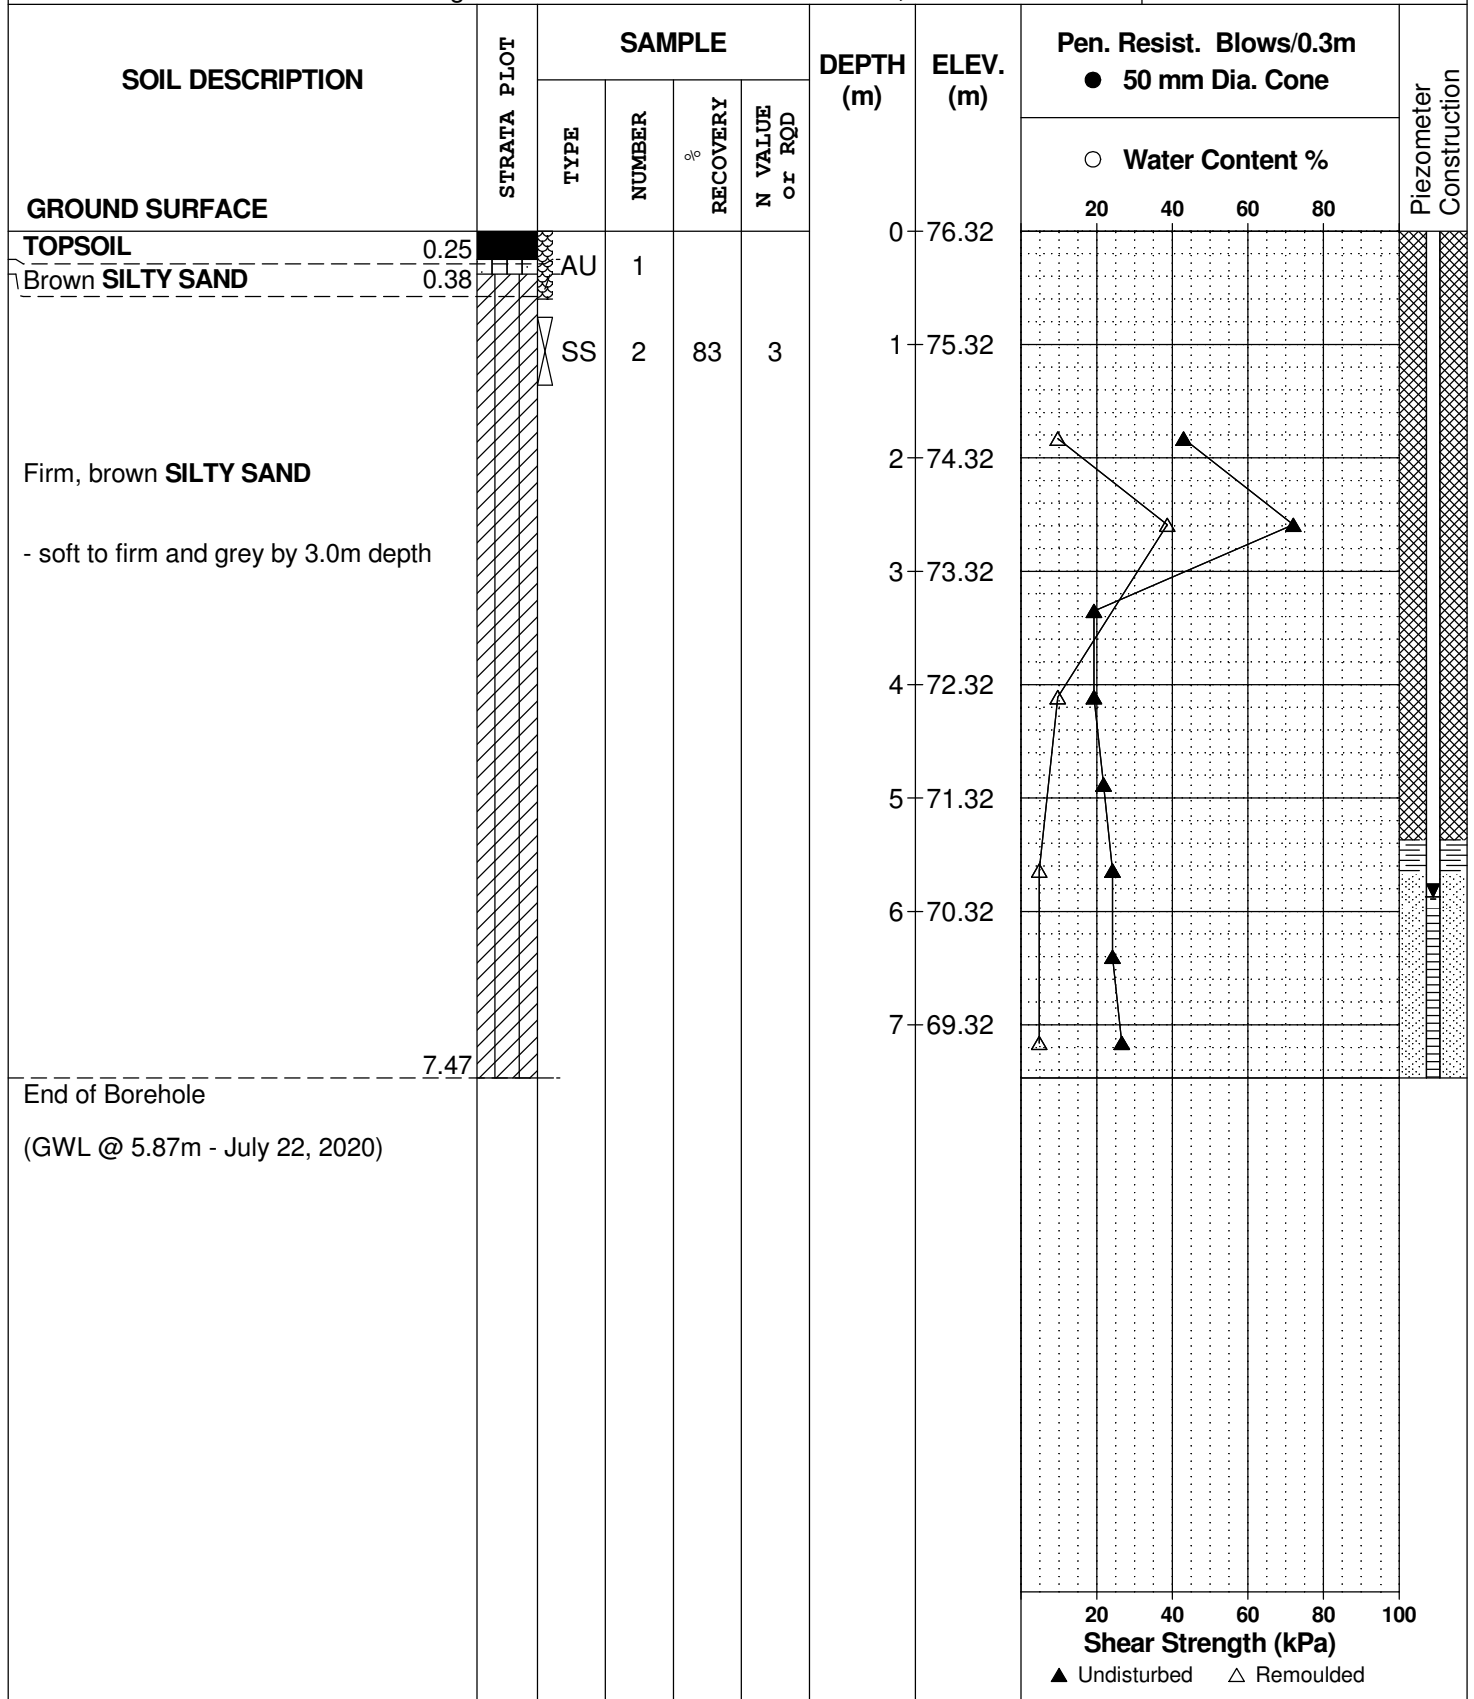 SOIL DESCRIPTION
GROUND SURFACE
STRATA PLOT
SAMPLE
TYPE
NUMBER
%
RECOVERY
N VALUE
or RQD
DEPTH
(m)
ELEV.
(m)
Pen. Resist. Blows/0.3m
● 50 mm Dia. Cone
○ Water Content %
20 40 60 80
Piezometer
Construction
TOPSOIL 0.25
Brown SILTY SAND 0.38
AU 1
SS 2 83 3
Firm, brown SILTY SAND
- soft to firm and grey by 3.0m depth
7.47
End of Borehole
(GWL @ 5.87m - July 22, 2020)
0 76.32
1 75.32
2 74.32
3 73.32
4 72.32
5 71.32
6 70.32
7 69.32
20 40 60 80 100
Shear Strength (kPa)
▲ Undisturbed △ Remoulded